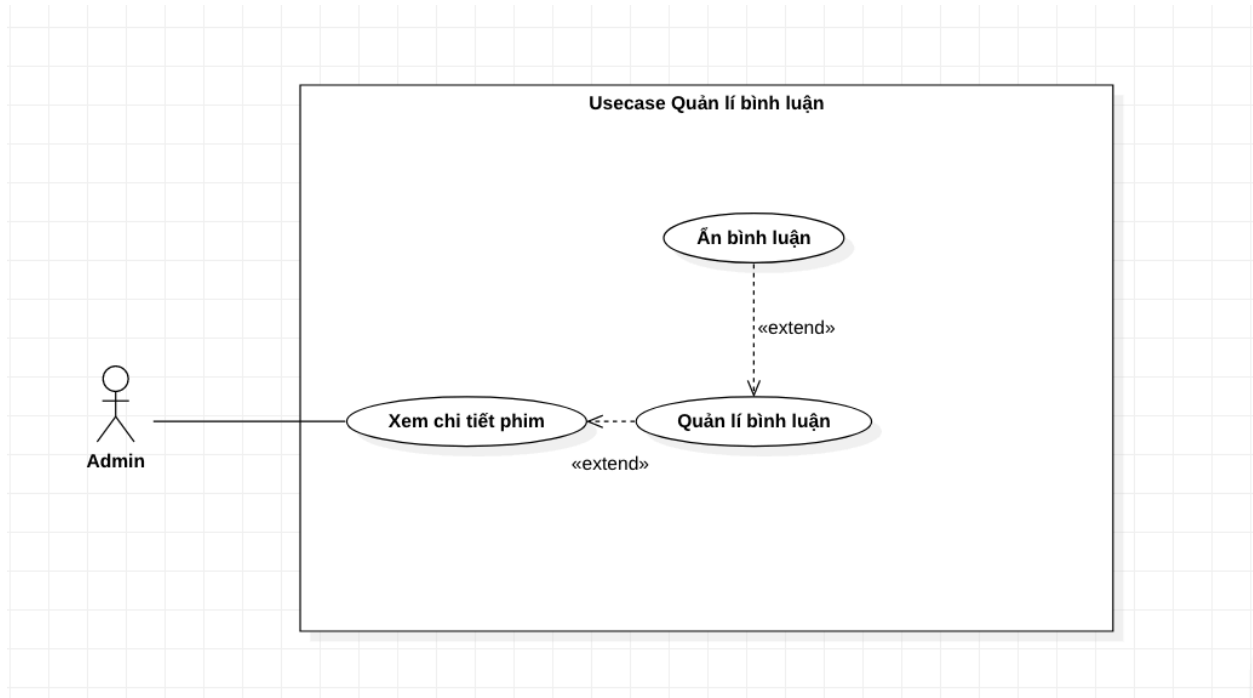 Usecase Quản lí bình luận
Ẩn bình luận
«extend»
Xem chi tiết phim
Quản lí bình luận
«extend»
Admin